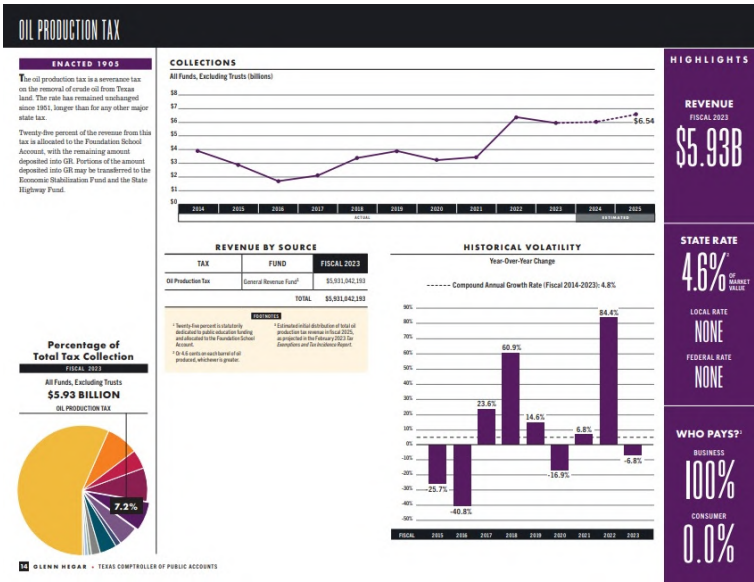 OIL PRODUCTION TAX
ENACTED 1905
The oil production tax is a severance tax
on the removal of crude oil from Texas
land. The rate has remained unchanged
since 1951, longer than for any other major
state tax.
Twenty-five percent of the revenue from this
tax is allocated to the Foundation School
Account, with the remaining amount
deposited into GR. Portions of the amount
deposited into GR may be transferred to the
Economic Stabilization Fund and the State
Highway Fund.
Percentage of
Total Tax Collection
FISCAL 2023
All Funds, Excluding Trusts
$5.93 BILLION
OIL PRODUCTION TAX
7.2%
COLLECTIONS
All Funds, Excluding Trusts (billions)
$8
$7
$6
$5
$4
$3
$2
$1
$0
$6.54
2014 2015 2016 2017 2018 2019 2020 2021 2022 2023 2024 2025
ACTUAL ESTIMATED
REVENUE BY SOURCE
TAX FUND FISCAL 2023
Oil Production Tax General Revenue Fund² $5,931,042,193
TOTAL $5,931,042,193
FOOTNOTES
¹ Twenty-five percent is statutorily
dedicated to public education funding
and allocated to the Foundation School
Account.
² Or 4.6 cents on each barrel of oil
produced, whichever is greater.
³ Estimated initial distribution of total oil
production tax revenue in fiscal 2025,
as projected in the February 2023 Tax
Exemptions and Tax Incidence Report.
HISTORICAL VOLATILITY
Year-Over-Year Change
Compound Annual Growth Rate (Fiscal 2014-2023): 4.8%
90%
80%
70%
60%
50%
40%
30%
20%
10%
0%
-10%
-20%
-30%
-40%
-50%
-25.7%
-40.8%
23.6%
60.9%
14.6%
-16.9%
6.8%
84.4%
-6.8%
FISCAL 2015 2016 2017 2018 2019 2020 2021 2022 2023
HIGHLIGHTS
REVENUE
FISCAL 2023
$5.93B
STATE RATE
4.6%² OF
MARKET
VALUE
LOCAL RATE
NONE
FEDERAL RATE
NONE
WHO PAYS?³
BUSINESS
100%
CONSUMER
0.0%
14 GLENN HEGAR • TEXAS COMPTROLLER OF PUBLIC ACCOUNTS